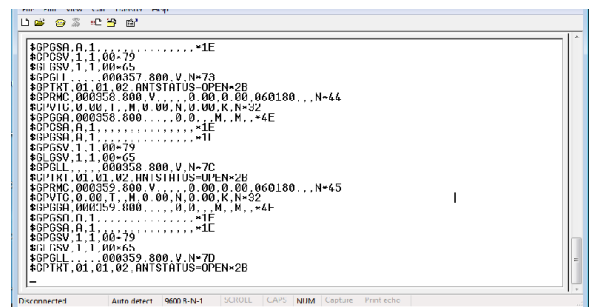 File Edit View Call Transfer Help
$GPGSA,A,1,,,,,,,,,,,,,,,*1E
$GPGSV,1,1,00*79
$GLGSV,1,1,00*65
$GPGLL,,,,,000357.800,V,N*73
$GPTXT,01,01,02,ANTSTATUS=OPEN*2B
$GPRMC,000358.800,V,,,,,0.00,0.00,060180,,,N*44
$GPVTG,0.00,T,,M,0.00,N,0.00,K,N*32
$GPGGA,000358.800,,,,,0,0,,,M,,M,,*4E
$GPGSA,A,1,,,,,,,,,,,,,,,*1E
$GPGSA,A,1,,,,,,,,,,,,,,,*1E
$GPGSV,1,1,00*79
$GLGSV,1,1,00*65
$GPGLL,,,,,000358.800,V,N*7C
$GPTXT,01,01,02,ANTSTATUS=OPEN*2B
$GPRMC,000359.800,V,,,,,0.00,0.00,060180,,,N*45
$GPVTG,0.00,T,,M,0.00,N,0.00,K,N*32
$GPGGA,000359.800,,,,,0,0,,,M,,M,,*4F
$GPGSA,A,1,,,,,,,,,,,,,,,*1E
$GPGSA,A,1,,,,,,,,,,,,,,,*1E
$GPGSV,1,1,00*79
$GLGSV,1,1,00*65
$GPGLL,,,,,000359.800,V,N*7D
$GPTXT,01,01,02,ANTSTATUS=OPEN*2B
Disconnected Auto detect 9600 8-N-1 SCROLL CAPS NUM Capture Print echo